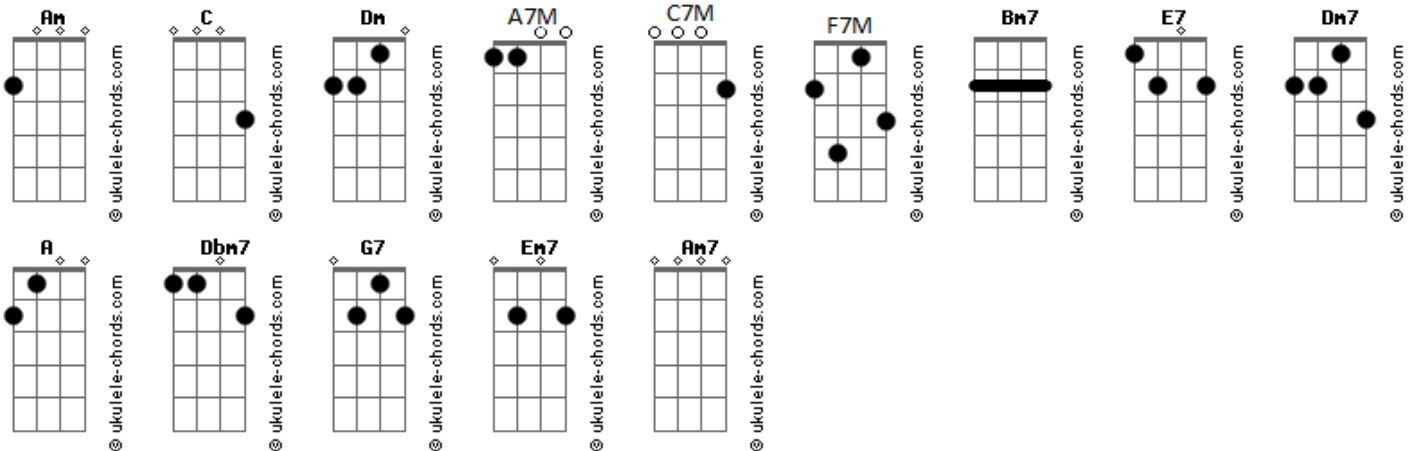 Am C Dm A7M C7M F7M Bm7 E7 Dm7
© ukulele-chords.com © ukulele-chords.com © ukulele-chords.com © ukulele-chords.com © ukulele-chords.com © ukulele-chords.com © ukulele-chords.com © ukulele-chords.com © ukulele-chords.com
A Dbm7 G7 Em7 Am7
© ukulele-chords.com © ukulele-chords.com © ukulele-chords.com © ukulele-chords.com © ukulele-chords.com